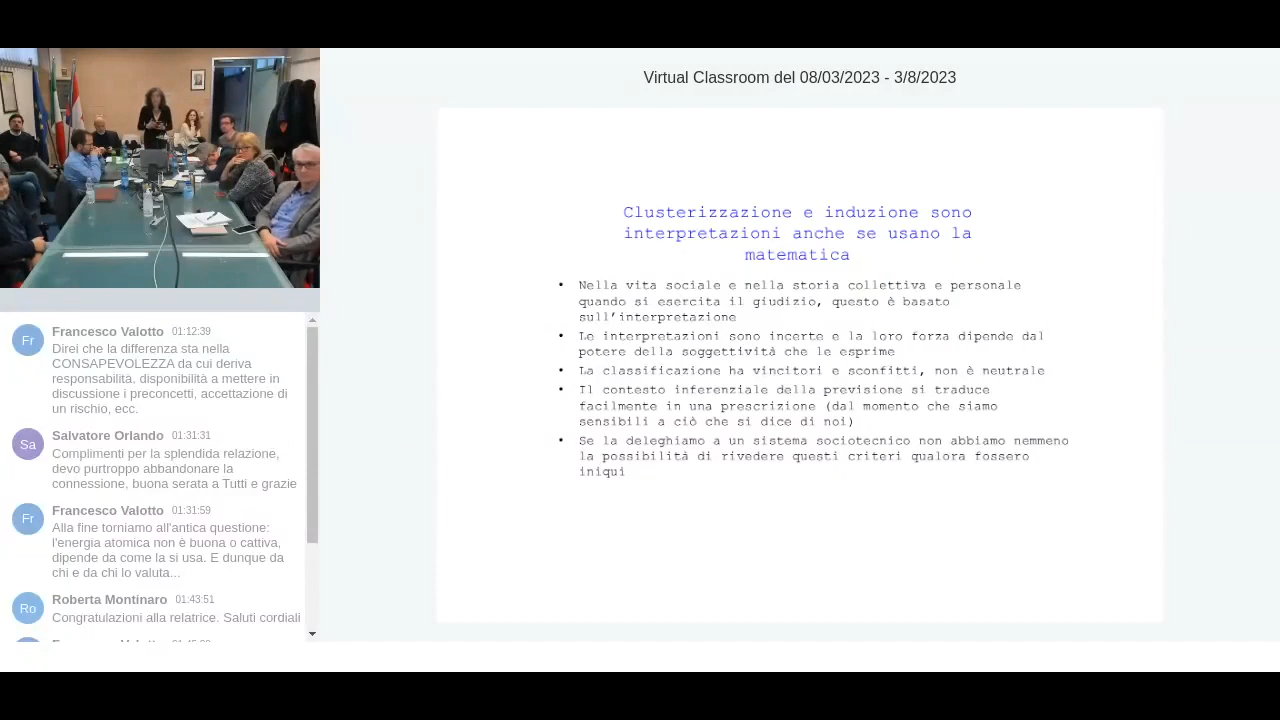 Virtual Classroom del 08/03/2023 - 3/8/2023
Clusterizzazione e induzione sono
interpretazioni anche se usano la
matematica
• Nella vita sociale e nella storia collettiva e personale
quando si esercita il giudizio, questo è basato
sull'interpretazione
• Le interpretazioni sono incerte e la loro forza dipende dal
potere della soggettività che le esprime
• La classificazione ha vincitori e sconfitti, non è neutrale
• Il contesto inferenziale della previsione si traduce
facilmente in una prescrizione (dal momento che siamo
sensibili a ciò che si dice di noi)
• Se la deleghiamo a un sistema sociotecnico non abbiamo nemmeno
la possibilità di rivedere questi criteri qualora fossero
iniqui
Fr
Francesco Valotto 01:12:39
Direi che la differenza sta nella
CONSAPEVOLEZZA da cui deriva
responsabilità, disponibilità a mettere in
discussione i preconcetti, accettazione di
un rischio, ecc.
Sa
Salvatore Orlando 01:31:31
Complimenti per la splendida relazione,
devo purtroppo abbandonare la
connessione, buona serata a Tutti e grazie
Fr
Francesco Valotto 01:31:59
Alla fine torniamo all'antica questione:
l'energia atomica non è buona o cattiva,
dipende da come la si usa. E dunque da
chi e da chi lo valuta...
Ro
Roberta Montinaro 01:43:51
Congratulazioni alla relatrice. Saluti cordiali